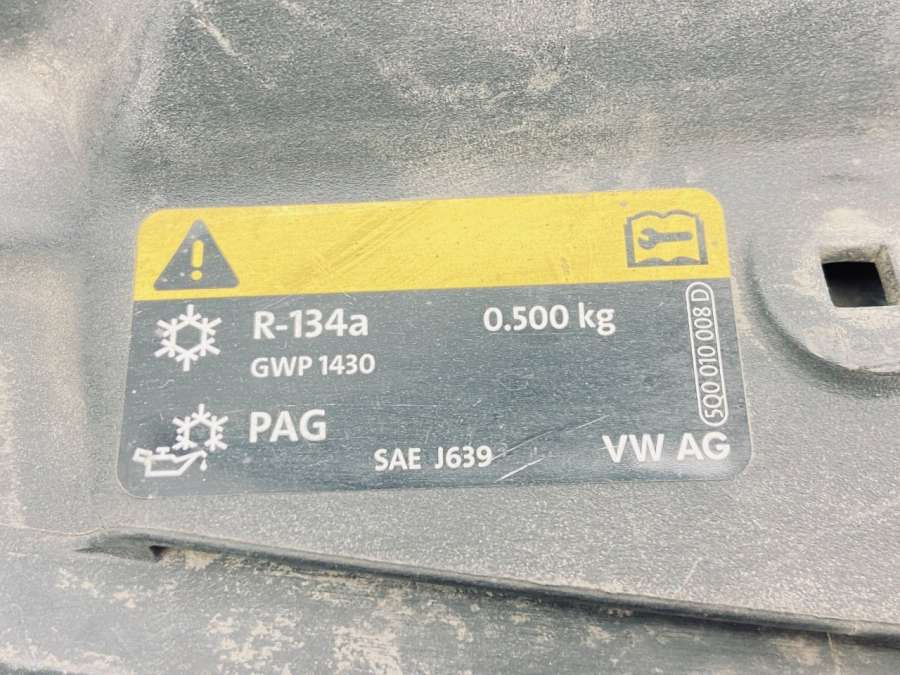 R-134a 0.500 kg
GWP 1430
PAG
SAE J639
VW AG
5Q0 010 008 D